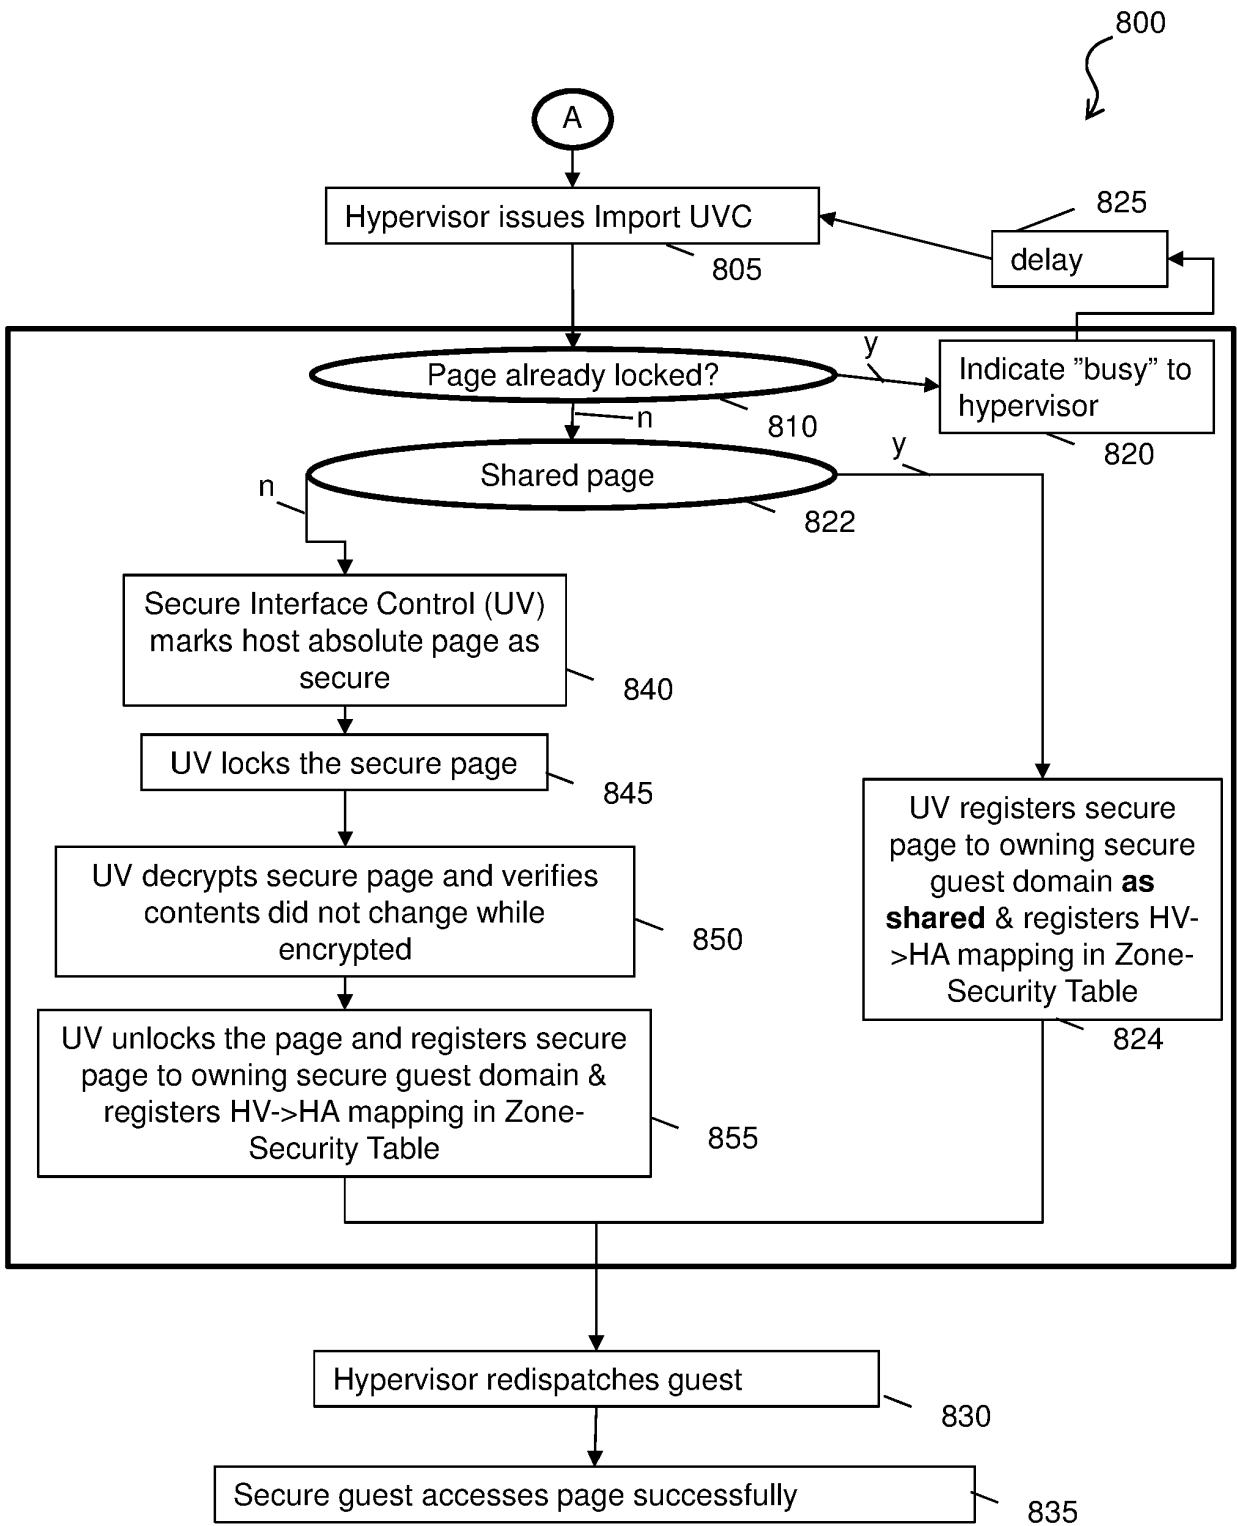 800
A
Hypervisor issues Import UVC
805
825
delay
Page already locked?
810
y
n
Indicate ”busy” to
hypervisor
820
Shared page
822
y
n
Secure Interface Control (UV)
marks host absolute page as
secure
840
UV locks the secure page
845
UV decrypts secure page and verifies
contents did not change while
encrypted
850
UV unlocks the page and registers secure
page to owning secure guest domain &
registers HV->HA mapping in Zone-
Security Table
855
UV registers secure
page to owning secure
guest domain as
shared & registers HV-
>HA mapping in Zone-
Security Table
824
Hypervisor redispatches guest
830
Secure guest accesses page successfully
835